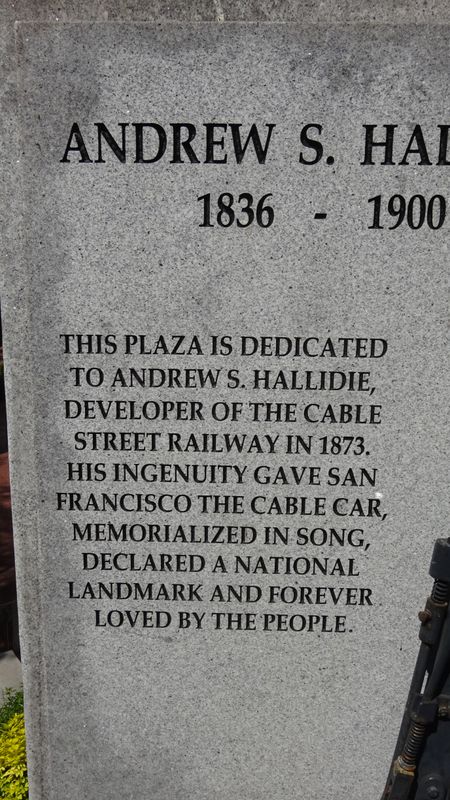 ANDREW S. HAL
1836 - 1900
THIS PLAZA IS DEDICATED
TO ANDREW S. HALLIDIE,
DEVELOPER OF THE CABLE
STREET RAILWAY IN 1873.
HIS INGENUITY GAVE SAN
FRANCISCO THE CABLE CAR,
MEMORIALIZED IN SONG,
DECLARED A NATIONAL
LANDMARK AND FOREVER
LOVED BY THE PEOPLE.